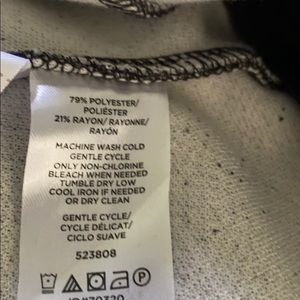 79% POLYESTER/
POLIÉSTER
21% RAYON/ RAYONNE/
RAYÓN
MACHINE WASH COLD
GENTLE CYCLE
ONLY NON-CHLORINE
BLEACH WHEN NEEDED
TUMBLE DRY LOW
COOL IRON IF NEEDED
OR DRY CLEAN
GENTLE CYCLE/
CYCLE DÉLICAT/
CICLO SUAVE
523808